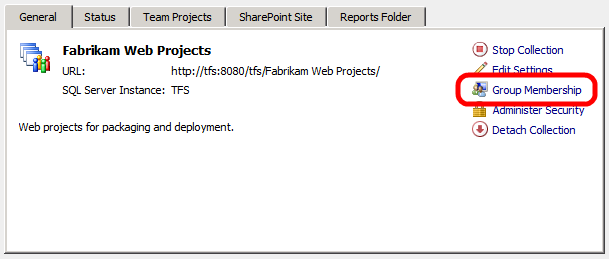 General Status Team Projects SharePoint Site Reports Folder
Fabrikam Web Projects
URL: http://tfs:8080/tfs/Fabrikam Web Projects/
SQL Server Instance: TFS
Web projects for packaging and deployment.
Stop Collection
Edit Settings
Group Membership
Administer Security
Detach Collection